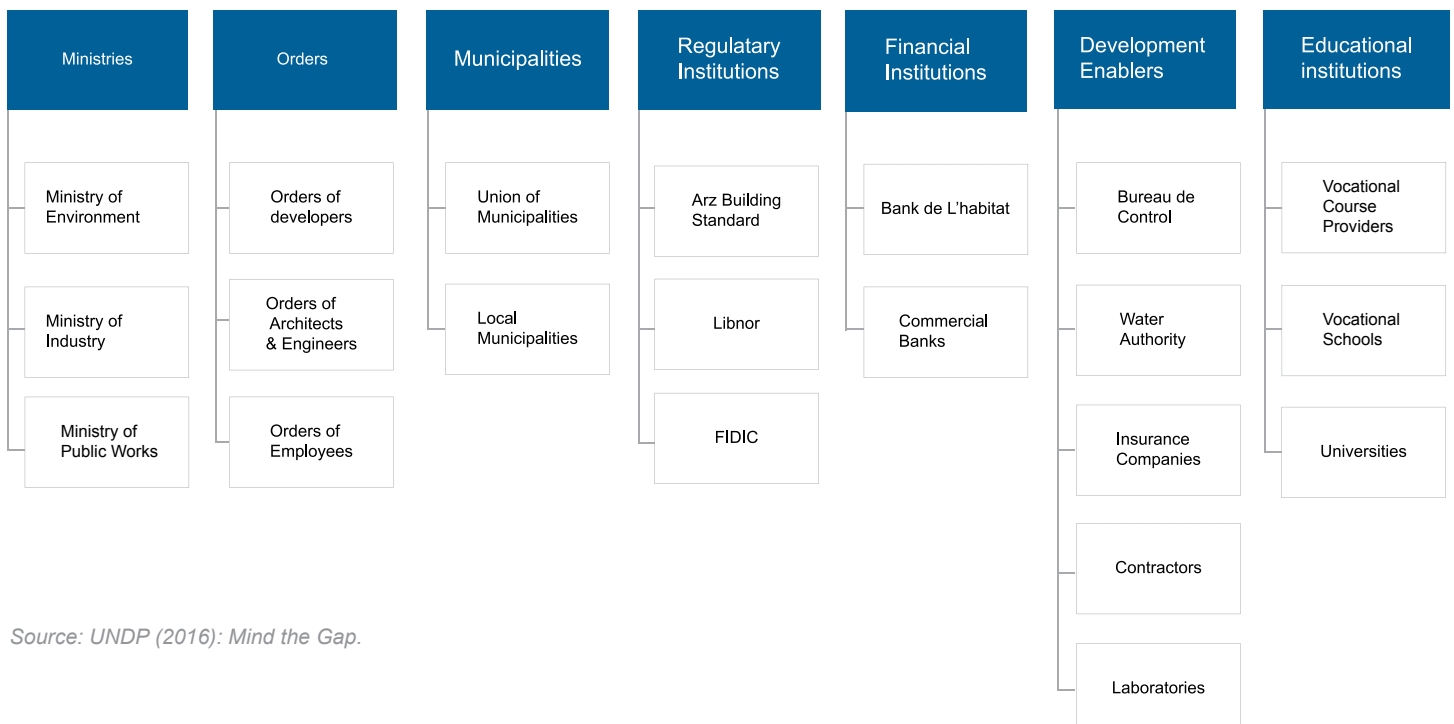 Ministries
Ministry of
Environment
Ministry of
Industry
Ministry of
Public Works
Orders
Orders of
developers
Orders of
Architects
& Engineers
Orders of
Employees
Municipalities
Union of
Municipalities
Local
Municipalities
Regulatary
Institutions
Arz Building
Standard
Libnor
FIDIC
Financial
Institutions
Bank de L’habitat
Commercial
Banks
Development
Enablers
Bureau de
Control
Water
Authority
Insurance
Companies
Contractors
Laboratories
Educational
institutions
Vocational
Course
Providers
Vocational
Schools
Universities
Source: UNDP (2016): Mind the Gap.